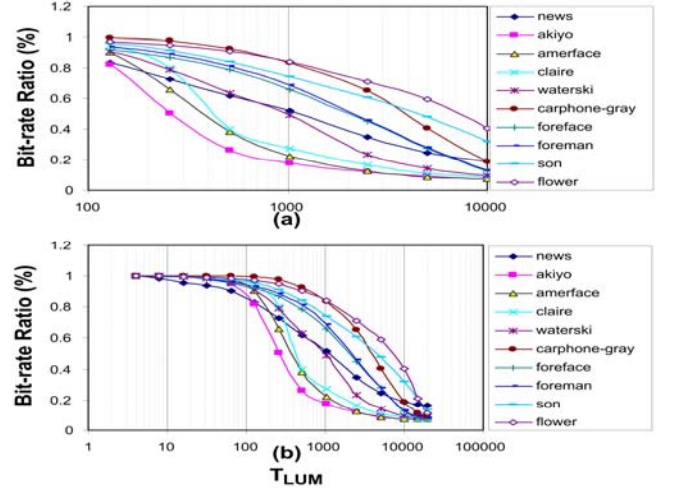 1.2
1
0.8
0.6
0.4
0.2
0
Bit-rate Ratio (%)
100
1000
10000
(a)
news
akiyo
amerface
claire
waterski
carphone-gray
foreface
foreman
son
flower
1.2
1
0.8
0.6
0.4
0.2
0
Bit-rate Ratio (%)
1
10
100
1000
10000
100000
(b)
TLUM
news
akiyo
amerface
claire
waterski
carphone-gray
foreface
foreman
son
flower